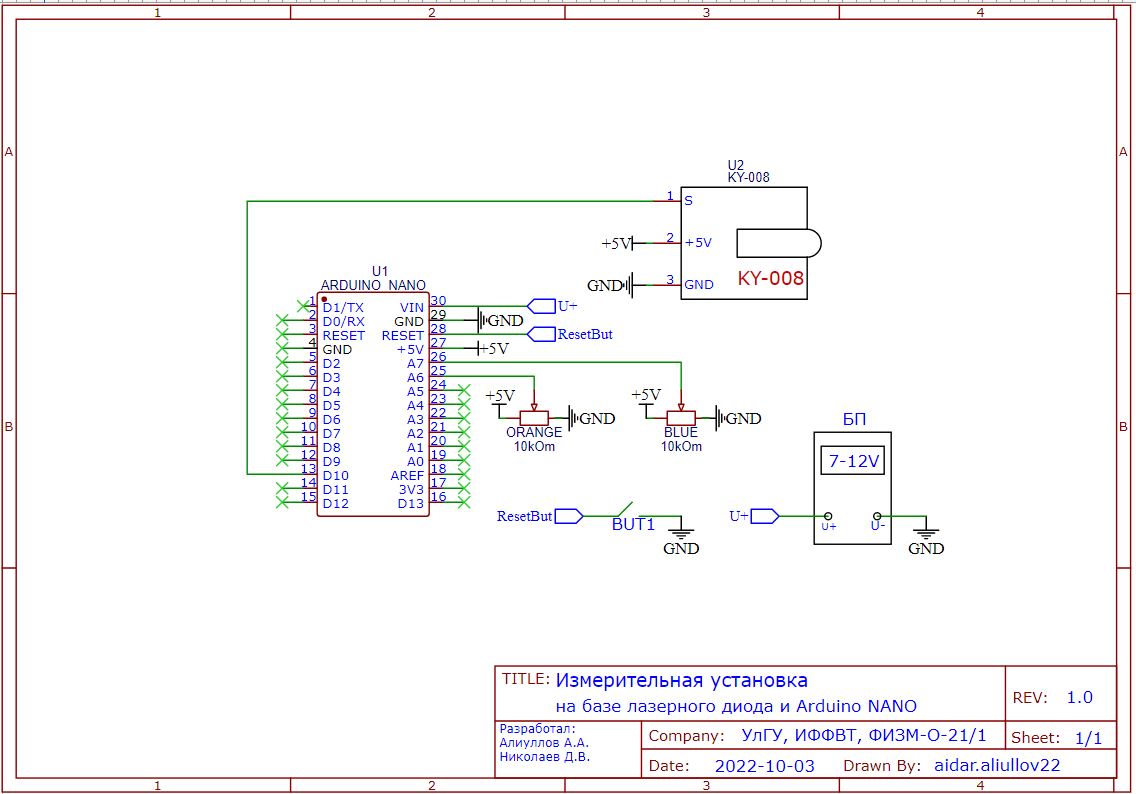 1 2 3 4
A A
U2
KY-008
1 S
+5V 2 +5V
GND 3 GND
KY-008
U1
ARDUINO NANO
1 D1/TX VIN 30 U+
2 D0/RX GND 29 GND
3 RESET RESET 28 ResetBut
4 GND +5V 27 +5V
5 D2 A7 26
6 D3 A6 25
7 D4 A5 24
8 D5 A4 23
9 D6 A3 22
10 D7 A2 21
11 D8 A1 20
12 D9 A0 19
13 D10 AREF 18
14 D11 3V3 17
15 D12 D13 16
+5V GND
ORANGE
10kOm
+5V GND
BLUE
10kOm
B B
БП
7-12V
U+ U+ U-
GND
ResetBut BUT1
GND
TITLE: Измерительная установка
на базе лазерного диода и Arduino NANO
REV: 1.0
Разработал:
Алиуллов А.А.
Николаев Д.В.
Company: УлГУ, ИФФВТ, ФИЗМ-О-21/1
Sheet: 1/1
Date: 2022-10-03 Drawn By: aidar.aliullov22
1 2 3 4